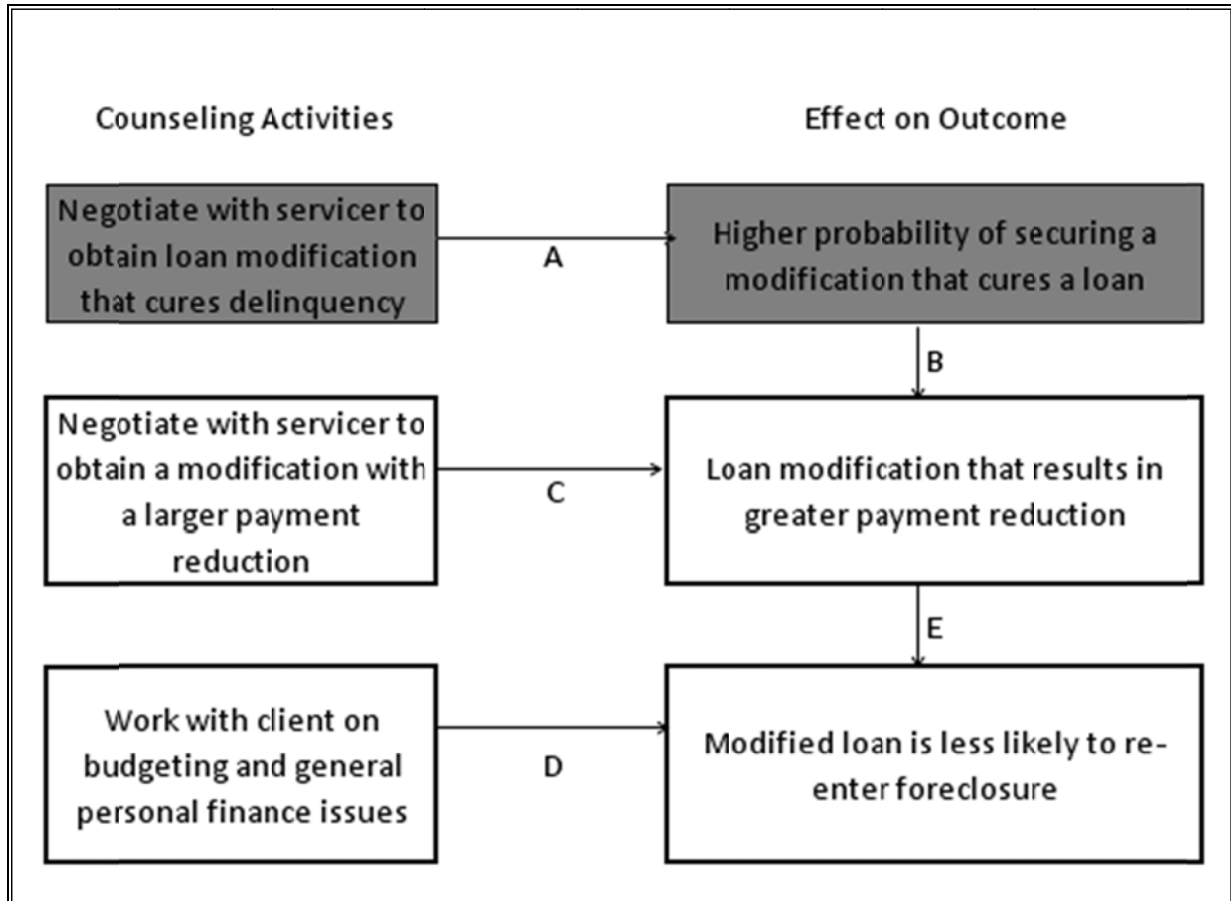 Counseling Activities
Effect on Outcome
Negotiate with servicer to
obtain loan modification
that cures delinquency
A
Higher probability of securing a
modification that cures a loan
B
Negotiate with servicer to
obtain a modification with
a larger payment
reduction
C
Loan modification that results in
greater payment reduction
E
Work with client on
budgeting and general
personal finance issues
D
Modified loan is less likely to re-
enter foreclosure